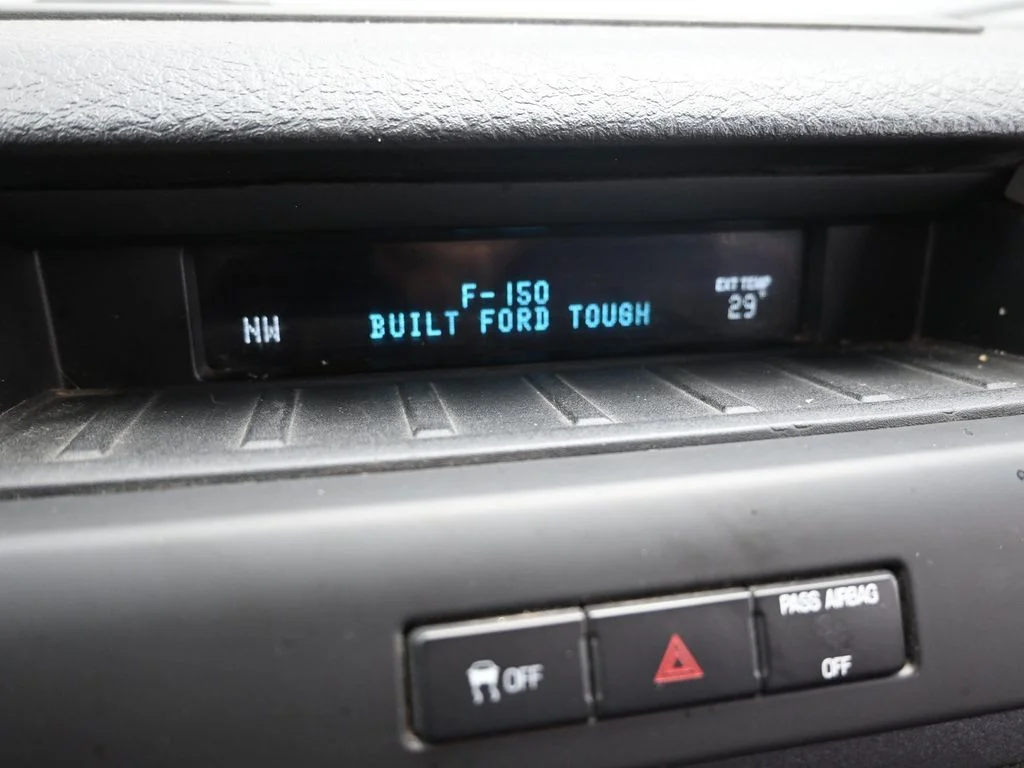 F-150
BUILT FORD TOUGH
NW
EXT TEMP
29°
OFF
PASS AIRBAG
OFF